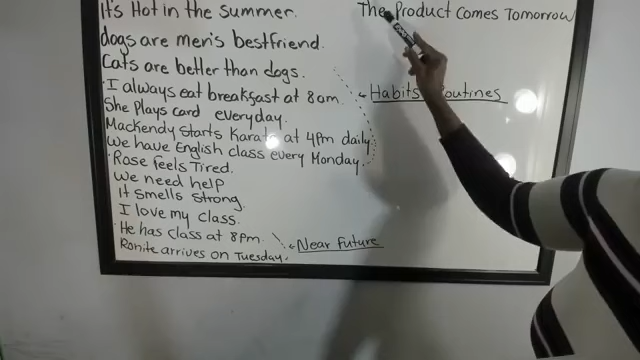 It's Hot in the summer.
dogs are men's bestfriend.
Cats are better than dogs.
I always eat breakfast at 8am.
She Plays card everyday.
Mackendy starts Karate at 4Pm daily
We have English class every Monday.
Rose feels Tired.
We need help
It smells strong
I love my class.
He has class at 8Pm.
Ronite arrives on Tuesday.
The Product Comes Tomorrow
Habits Routines
Near Future